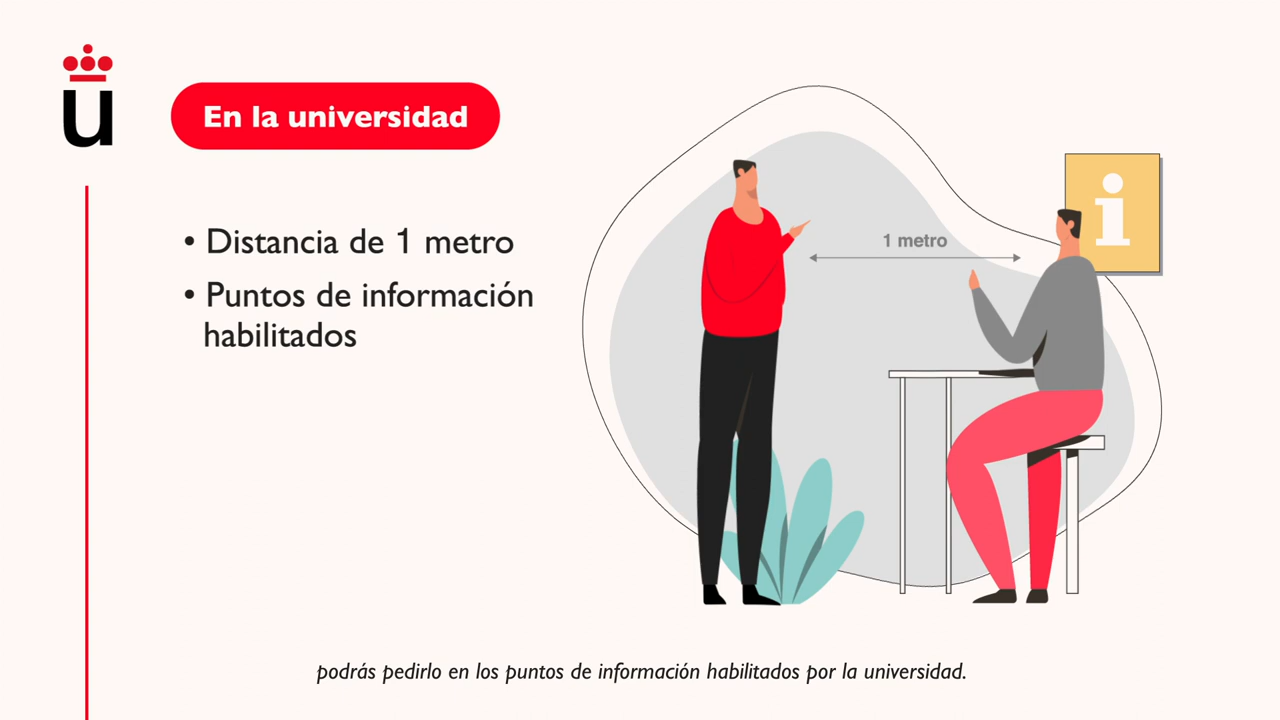 u
En la universidad
• Distancia de 1 metro
• Puntos de información
habilitados
1 metro
i
podrás pedirlo en los puntos de información habilitados por la universidad.